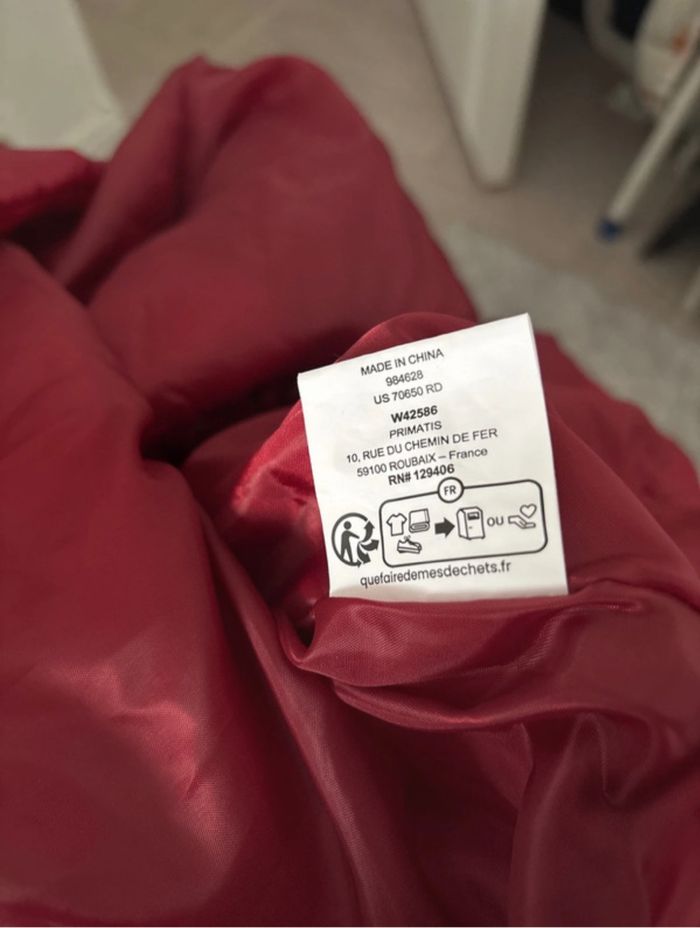 MADE IN CHINA
984628
US 70650 RD
W42586
PRIMATIS
10, RUE DU CHEMIN DE FER
59100 ROUBAIX – France
RN# 129406
FR
OU
quefairedemesdechets.fr